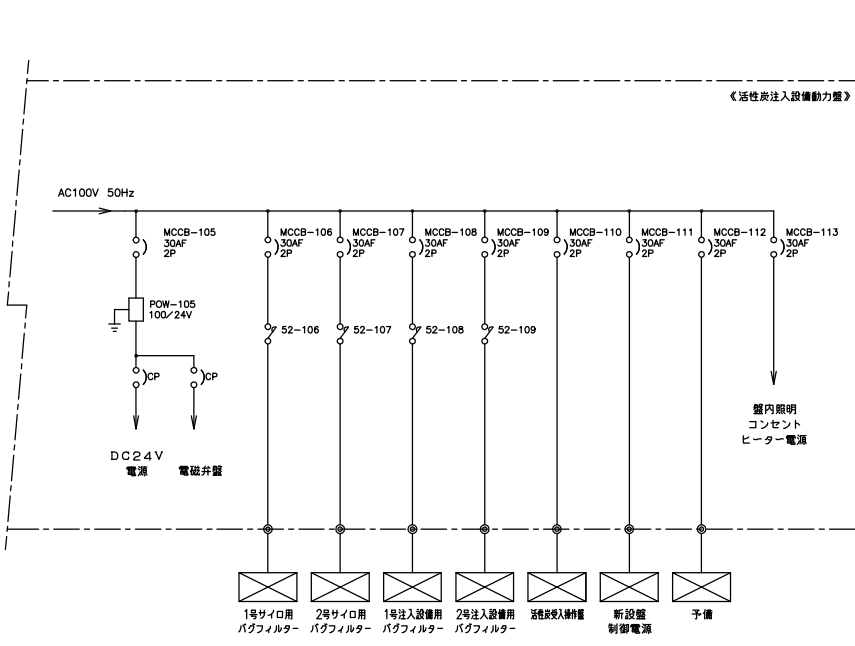 《活性炭注入設備動力盤》
AC100V 50Hz
MCCB-105
30AF
2P
MCCB-106
30AF
2P
MCCB-107
30AF
2P
MCCB-108
30AF
2P
MCCB-109
30AF
2P
MCCB-110
30AF
2P
MCCB-111
30AF
2P
MCCB-112
30AF
2P
MCCB-113
30AF
2P
POW-105
100/24V
52-106
52-107
52-108
52-109
CP
CP
盤内照明
コンセント
ヒーター電源
DC24V
電源
電磁弁盤
1号サイロ用
バグフィルター
2号サイロ用
バグフィルター
1号注入設備用
バグフィルター
2号注入設備用
バグフィルター
活性炭受入操作盤
新設盤
制御電源
予備